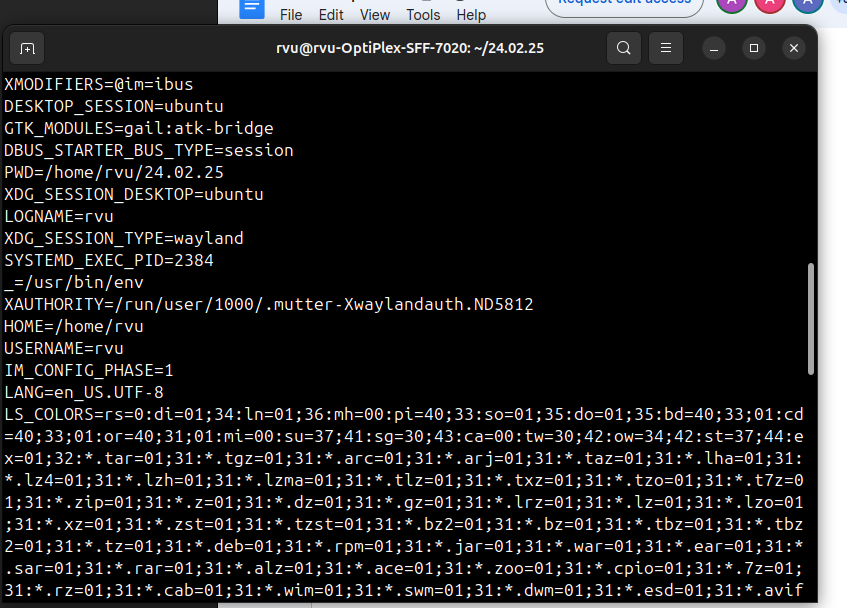 File Edit View Tools Help
Request edit access
A A A
rvu@rvu-OptiPlex-SFF-7020: ~/24.02.25
XMODIFIERS=@im=ibus
DESKTOP_SESSION=ubuntu
GTK_MODULES=gail:atk-bridge
DBUS_STARTER_BUS_TYPE=session
PWD=/home/rvu/24.02.25
XDG_SESSION_DESKTOP=ubuntu
LOGNAME=rvu
XDG_SESSION_TYPE=wayland
SYSTEMD_EXEC_PID=2384
_=/usr/bin/env
XAUTHORITY=/run/user/1000/.mutter-Xwaylandauth.ND5812
HOME=/home/rvu
USERNAME=rvu
IM_CONFIG_PHASE=1
LANG=en_US.UTF-8
LS_COLORS=rs=0:di=01;34:ln=01;36:mh=00:pi=40;33:so=01;35:do=01;35:bd=40;33;01:cd
=40;33;01:or=40;31;01:mi=00:su=37;41:sg=30;43:ca=00:tw=30;42:ow=34;42:st=37;44:e
x=01;32:*.tar=01;31:*.tgz=01;31:*.arc=01;31:*.arj=01;31:*.taz=01;31:*.lha=01;31:
*.lz4=01;31:*.lzh=01;31:*.lzma=01;31:*.tlz=01;31:*.txz=01;31:*.tzo=01;31:*.t7z=0
1;31:*.zip=01;31:*.z=01;31:*.dz=01;31:*.gz=01;31:*.lrz=01;31:*.lz=01;31:*.lzo=01
;31:*.xz=01;31:*.zst=01;31:*.tzst=01;31:*.bz2=01;31:*.bz=01;31:*.tbz=01;31:*.tbz
2=01;31:*.tz=01;31:*.deb=01;31:*.rpm=01;31:*.jar=01;31:*.war=01;31:*.ear=01;31:*
.sar=01;31:*.rar=01;31:*.alz=01;31:*.ace=01;31:*.zoo=01;31:*.cpio=01;31:*.7z=01;
31:*.rz=01;31:*.cab=01;31:*.wim=01;31:*.swm=01;31:*.dwm=01;31:*.esd=01;31:*.avif